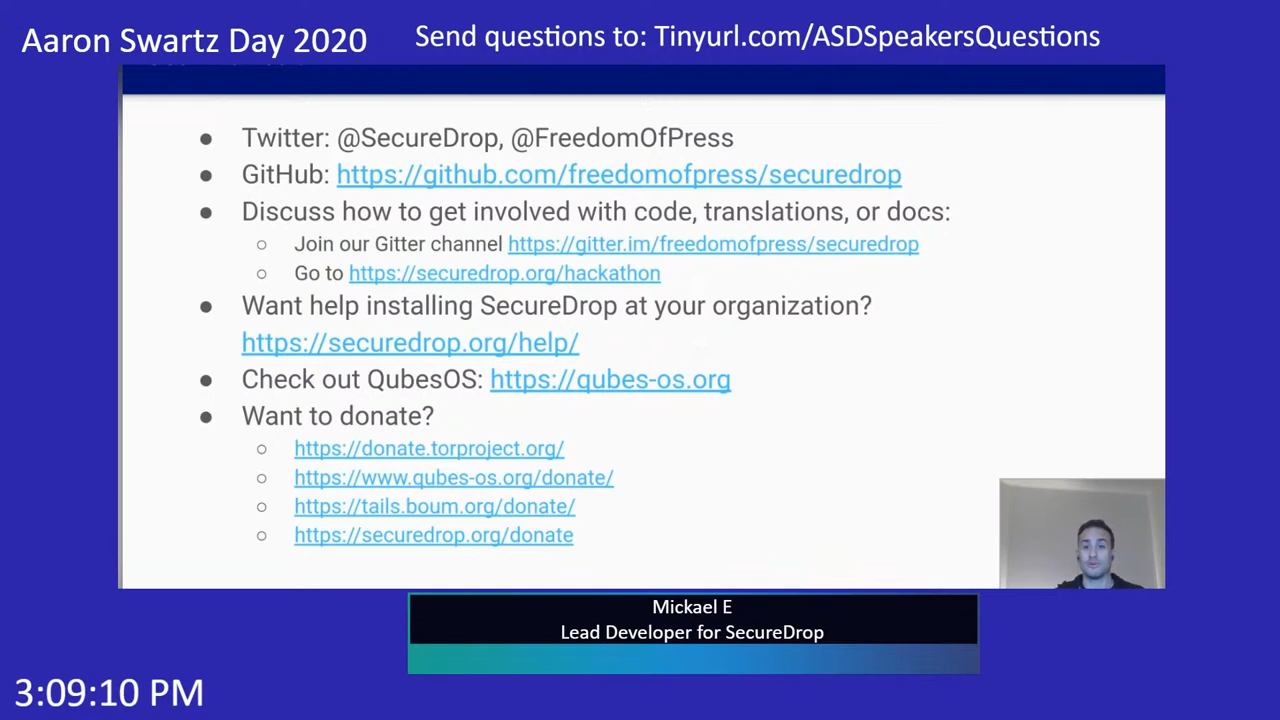 Aaron Swartz Day 2020
Send questions to: Tinyurl.com/ASDSpeakersQuestions
● Twitter: @SecureDrop, @FreedomOfPress
● GitHub: https://github.com/freedomofpress/securedrop
● Discuss how to get involved with code, translations, or docs:
○ Join our Gitter channel https://gitter.im/freedomofpress/securedrop
○ Go to https://securedrop.org/hackathon
● Want help installing SecureDrop at your organization?
https://securedrop.org/help/
● Check out QubesOS: https://qubes-os.org
● Want to donate?
○ https://donate.torproject.org/
○ https://www.qubes-os.org/donate/
○ https://tails.boum.org/donate/
○ https://securedrop.org/donate
Mickael E
Lead Developer for SecureDrop
3:09:10 PM